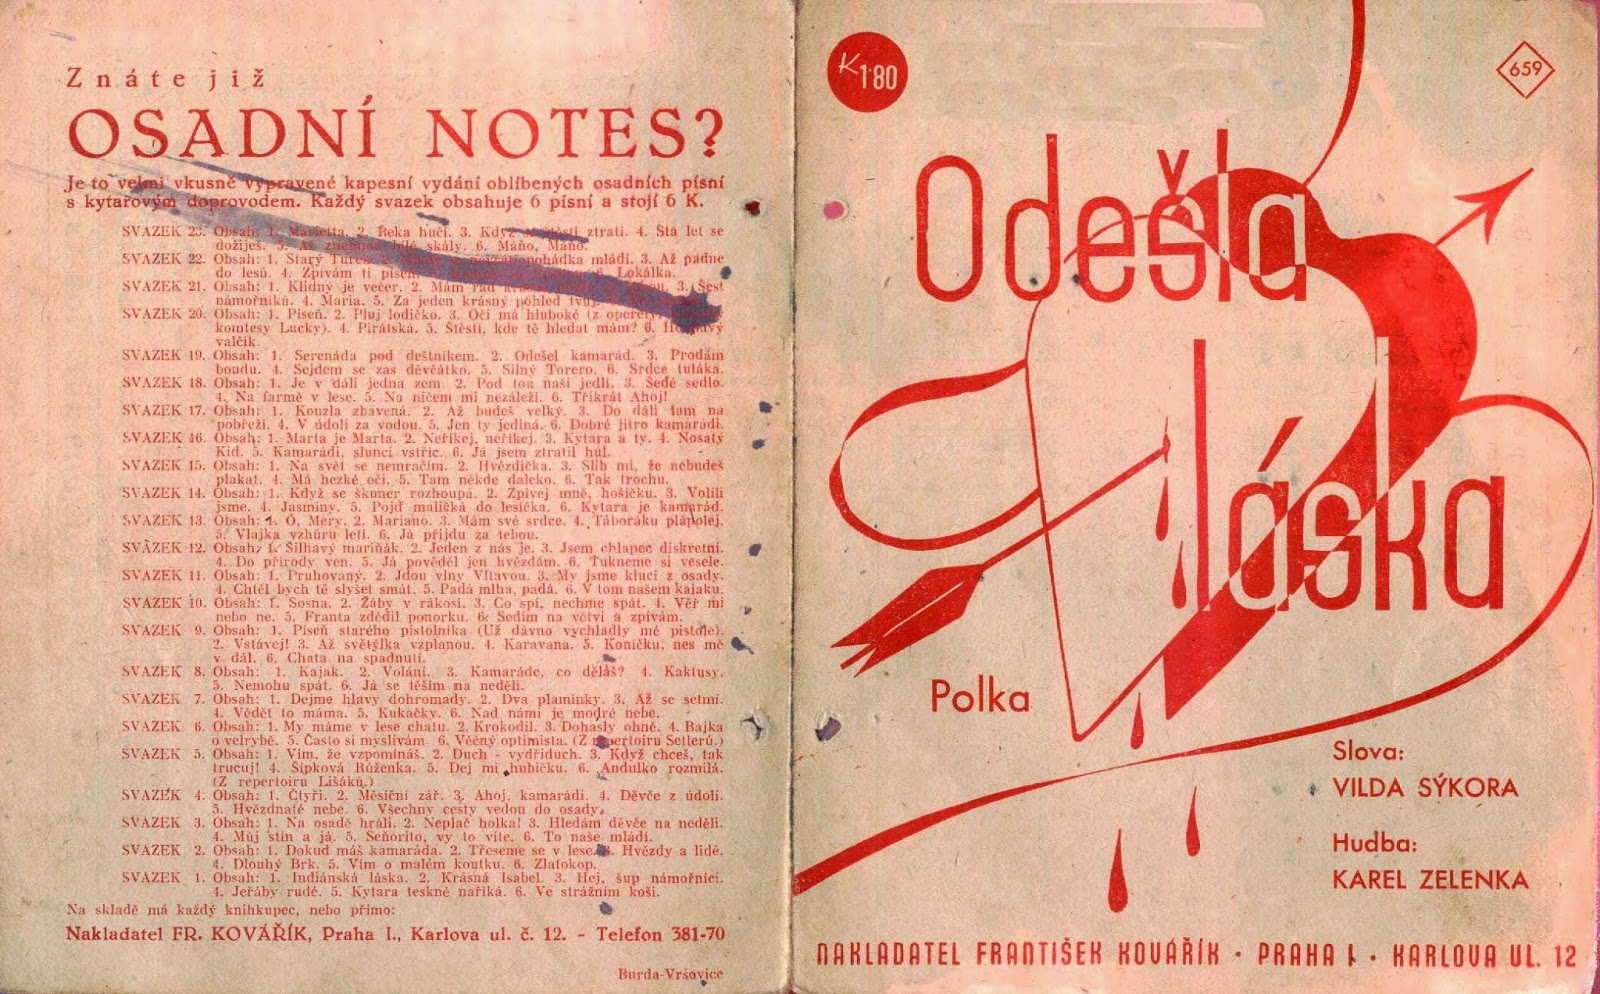 Znáte již
OSADNÍ NOTES?
Je to velmi vkusně vypravené kapesní vydání oblíbených osadních písní
s kytarovým doprovodem. Každý svazek obsahuje 6 písní a stojí 6 K.
SVAZEK 23. Obsah: 1. Marietta. 2. Řeka hučí. 3. Když se štěstí ztratí. 4. Sta let se
dožiješ. 5. Až bílé skály. 6. Máňo, Máňo.
SVAZEK 22. Obsah: 1. Starý Turek. pohádka mládí. 3. Až padne
do lesů. 4. Zpívám ti píseň. 6. Lokálka.
SVAZEK 21. Obsah: 1. Klidný je večer. 2. Mám rád 3. Šest
námořníků. 4. Maria. 5. Za jeden krásný pohled tvůj.
SVAZEK 20. Obsah: 1. Píseň. 2. Pluj lodičko. 3. Oči má hluboké (z operety
komtesy Lucky). 4. Pirátská. 5. Štěstí, kde tě hledat mám? 6.
valčík.
SVAZEK 19. Obsah: 1. Serenáda pod deštníkem. 2. Odešel kamarád. 3. Prodám
boudu. 4. Sejdem se zas děvčátko. 5. Silný Torero. 6. Srdce tuláka.
SVAZEK 18. Obsah: 1. Je v dáli jedna zem. 2. Pod tou naší jedlí. 3. Šedé sedlo.
4. Na farmě v lese. 5. Na ničem mi nezáleží. 6. Třikrát Ahoj!
SVAZEK 17. Obsah: 1. Kouzla zbavená. 2. Až budeš velký. 3. Do dáli tam na
pobřeží. 4. V údolí za vodou. 5. Jen ty jediná. 6. Dobré jitro kamarádi.
SVAZEK 16. Obsah: 1. Marta je Marta. 2. Neříkej, neříkej. 3. Kytara a ty. 4. Nosatý
Kid. 5. Kamarádi, slunci vstříc. 6. Já jsem ztratil hůl.
SVAZEK 15. Obsah: 1. Na svět se nemračím. 2. Hvězdička. 3. Slib mi, že nebudeš
plakat. 4. Má hezké oči. 5. Tam někde daleko. 6. Tak trochu.
SVAZEK 14. Obsah: 1. Když se škuner rozhoupá. 2. Zpívej mně, hošíčku. 3. Volili
jsme. 4. Jasmíny. 5. Pojď maličká do lesíčka. 6. Kytara je kamarád.
SVAZEK 13. Obsah: 1. Ó, Mery. 2. Mariano. 3. Mám své srdce. 4. Táboráku plápolej.
5. Vlajka vzhůru letí. 6. Já přijdu za tebou.
SVAZEK 12. Obsah: 1. Šilhavý mariňák. 2. Jeden z nás je. 3. Jsem chlapec diskretní.
4. Do přírody ven. 5. Já pověděl jen hvězdám. 6. Ťukneme si vesele.
SVAZEK 11. Obsah: 1. Pruhovaný. 2. Jdou vlny Vltavou. 3. My jsme kluci z osady.
4. Chtěl bych tě slyšet smát. 5. Padá mlha, padá. 6. V tom našem kajaku.
SVAZEK 10. Obsah: 1. Sosna. 2. Žáby v rákosí. 3. Co spí, nechme spát. 4. Věř mi
nebo ne. 5. Franta zdědil ponorku. 6. Sedím na větvi a zpívám.
SVAZEK 9. Obsah: 1. Píseň starého pistolníka (Už dávno vychladly mé pistole).
2. Vstávej! 3. Až světýlka vzplanou. 4. Karavana. 5. Koníčku, nes mě
v dál. 6. Chata na spadnutí.
SVAZEK 8. Obsah: 1. Kajak. 2. Volání. 3. Kamaráde, co děláš? 4. Kaktusy.
5. Nemohu spát. 6. Já se těším na neděli.
SVAZEK 7. Obsah: 1. Dejme hlavy dohromady. 2. Dva plamínky. 3. Až se setmí.
4. Vědět to máma. 5. Kukačky. 6. Nad námi je modré nebe.
SVAZEK 6. Obsah: 1. My máme v lese chatu. 2. Krokodil. 3. Dohasly ohně. 4. Bajka
o velrybě. 5. Často si myslívám 6. Věčný optimista. (Z repertoiru Setlerů.)
SVAZEK 5. Obsah: 1. Vím, že vzpomínáš. 2. Duch - vydřiduch. 3. Když chceš, tak
trucuj! 4. Šípková Růženka. 5. Dej mi hubičku. 6. Andulko rozmilá.
(Z repertoiru Lišáků.)
SVAZEK 4. Obsah: 1. Čtyři. 2. Měsíční zář. 3. Ahoj, kamarádi. 4. Děvče z údolí.
5. Hvězdnaté nebe. 6. Všechny cesty vedou do osady.
SVAZEK 3. Obsah: 1. Na osadě hráli. 2. Neplač holka! 3. Hledám děvče na neděli.
4. Můj stín a já. 5. Señorito, vy to víte. 6. To naše mládí.
SVAZEK 2. Obsah: 1. Dokud máš kamaráda. 2. Třeseme se v lese. 3. Hvězdy a lidé.
4. Dlouhý Brk. 5. Vím o malém koutku. 6. Zlatokop.
SVAZEK 1. Obsah: 1. Indiánská láska. 2. Krásná Isabel. 3. Hej, šup námořníci.
4. Jeřáby rudé. 5. Kytara teskně naříká. 6. Ve strážním koši.
Na skladě má každý knihkupec, nebo přímo:
Nakladatel FR. KOVÁŘÍK, Praha I., Karlova ul. č. 12. - Telefon 381-70
Burda-Vršovice
K 1·80
659
Odešla
láska
Polka
Slova:
VILDA SÝKORA
Hudba:
KAREL ZELENKA
NAKLADATEL FRANTIŠEK KOVÁŘÍK · PRAHA I · KARLOVA UL. 12